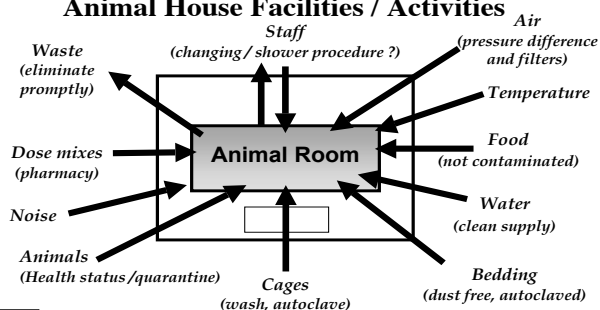 Animal House Facilities / Activities
Staff
(changing / shower procedure ?)
Air
(pressure difference
and filters)
Waste
(eliminate
promptly)
Temperature
Animal Room
Dose mixes
(pharmacy)
Food
(not contaminated)
Noise
Water
(clean supply)
Animals
(Health status /quarantine)
Cages
(wash, autoclave)
Bedding
(dust free, autoclaved)